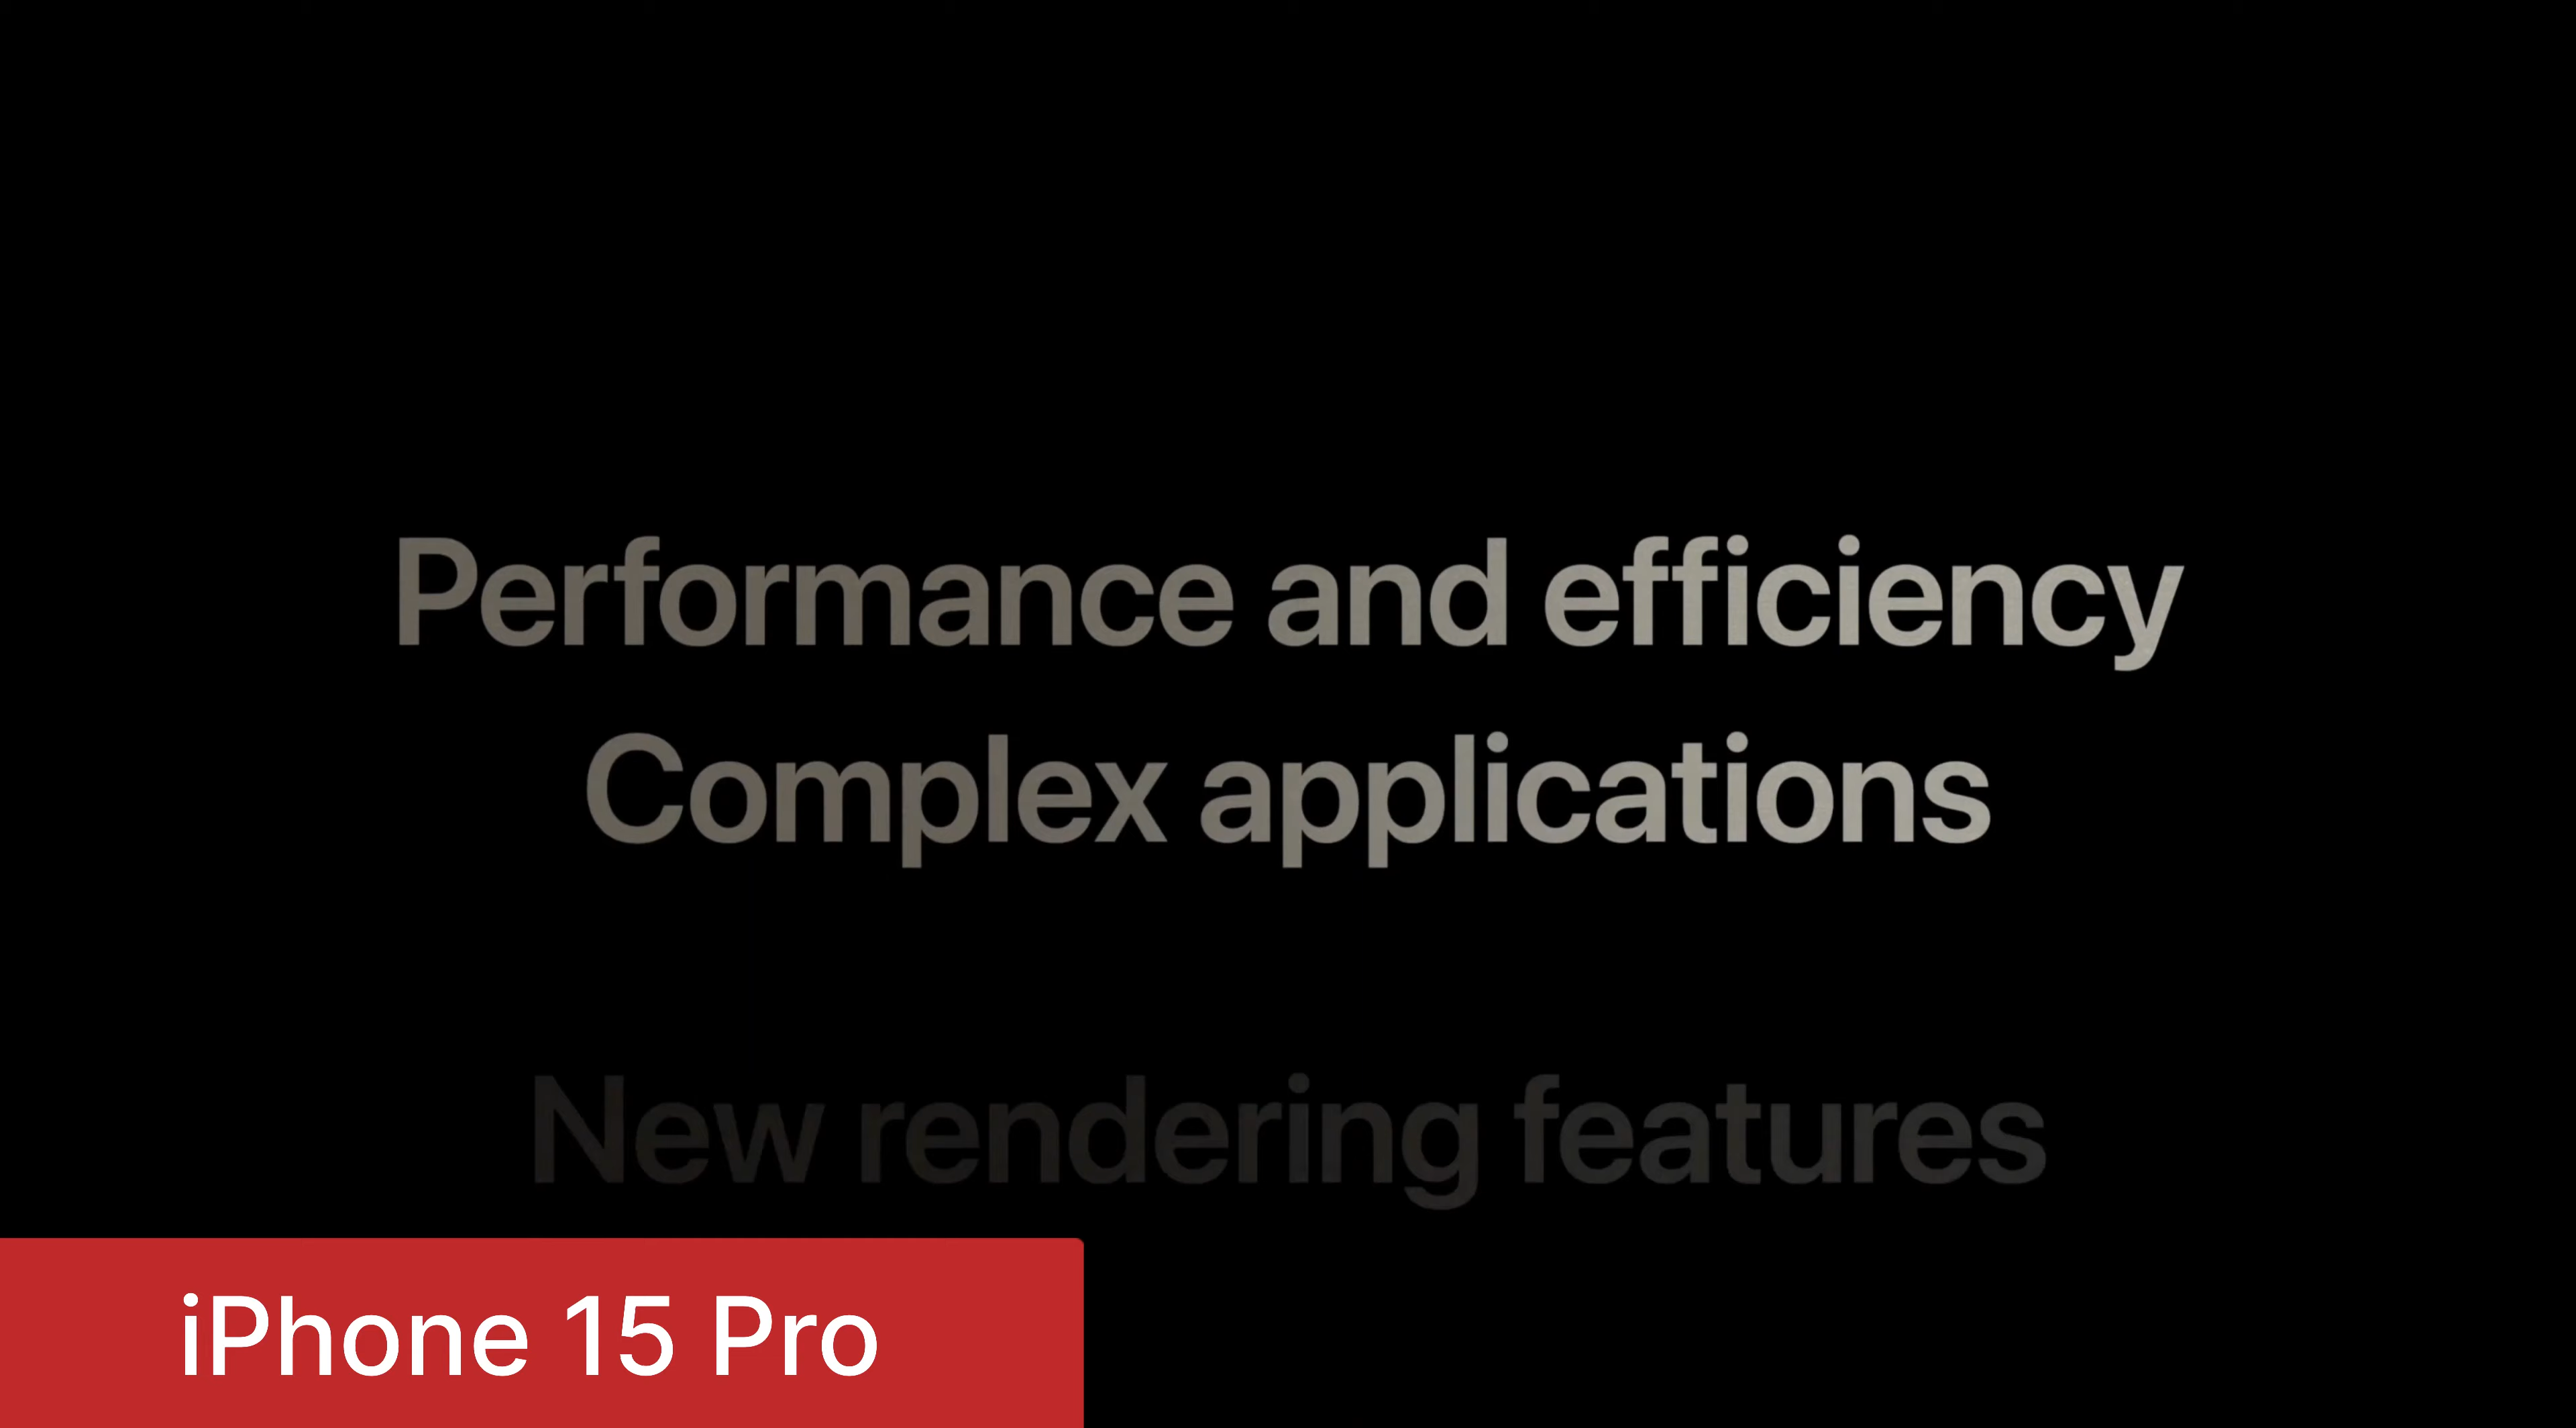 Performance and efficiency
Complex applications
New rendering features
iPhone 15 Pro